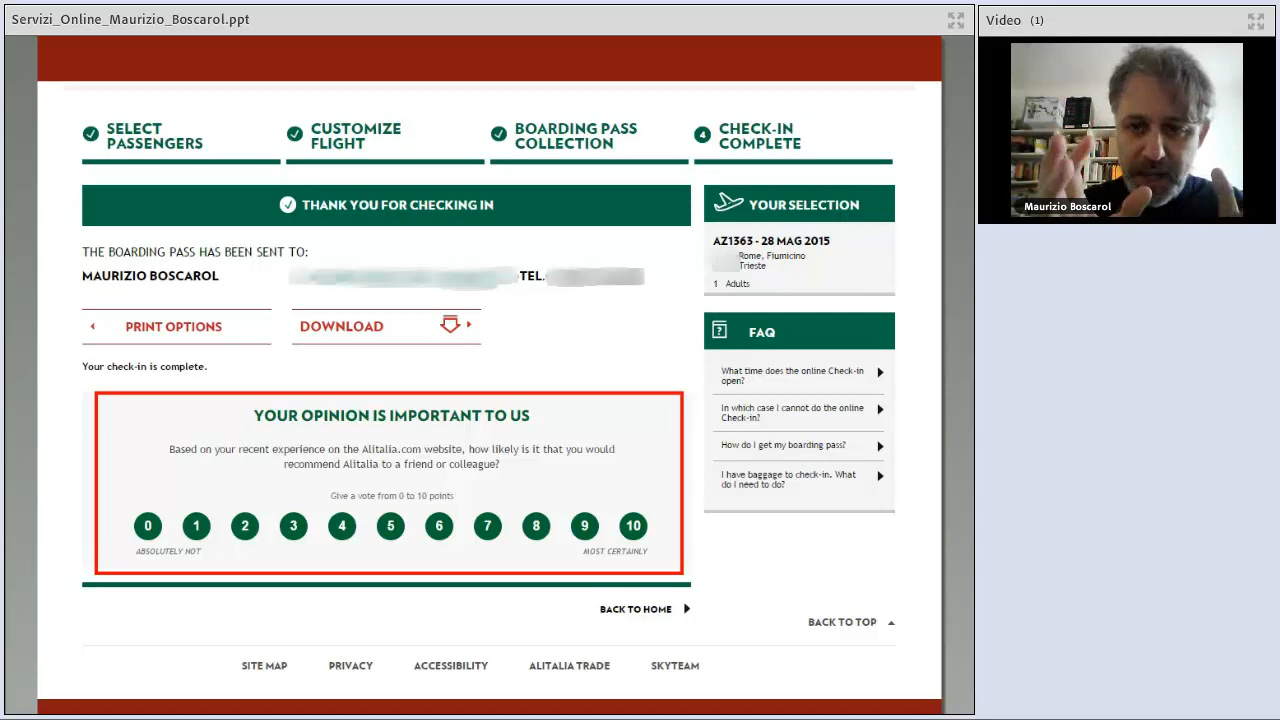 Servizi_Online_Maurizio_Boscarol.ppt
Video (1)
Maurizio Boscarol
SELECT
PASSENGERS
CUSTOMIZE
FLIGHT
BOARDING PASS
COLLECTION
4 CHECK-IN
COMPLETE
THANK YOU FOR CHECKING IN
THE BOARDING PASS HAS BEEN SENT TO:
MAURIZIO BOSCAROL -TEL.
PRINT OPTIONS
DOWNLOAD
Your check-in is complete.
YOUR OPINION IS IMPORTANT TO US
Based on your recent experience on the Alitalia.com website, how likely is it that you would
recommend Alitalia to a friend or colleague?
Give a vote from 0 to 10 points
0 1 2 3 4 5 6 7 8 9 10
ABSOLUTELY NOT MOST CERTAINLY
BACK TO HOME
YOUR SELECTION
AZ1363 - 28 MAG 2015
Rome, Fiumicino
Trieste
1 Adults
? FAQ
What time does the online Check-in
open?
In which case I cannot do the online
Check-in?
How do I get my boarding pass?
I have baggage to check-in. What
do I need to do?
BACK TO TOP
SITE MAP PRIVACY ACCESSIBILITY ALITALIA TRADE SKYTEAM